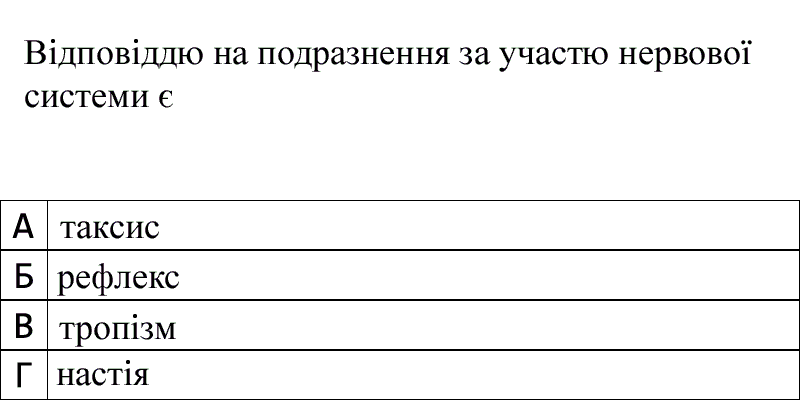 Відповіддю на подразнення за участю нервової
системи є
А таксис
Б рефлекс
В тропізм
Г настія